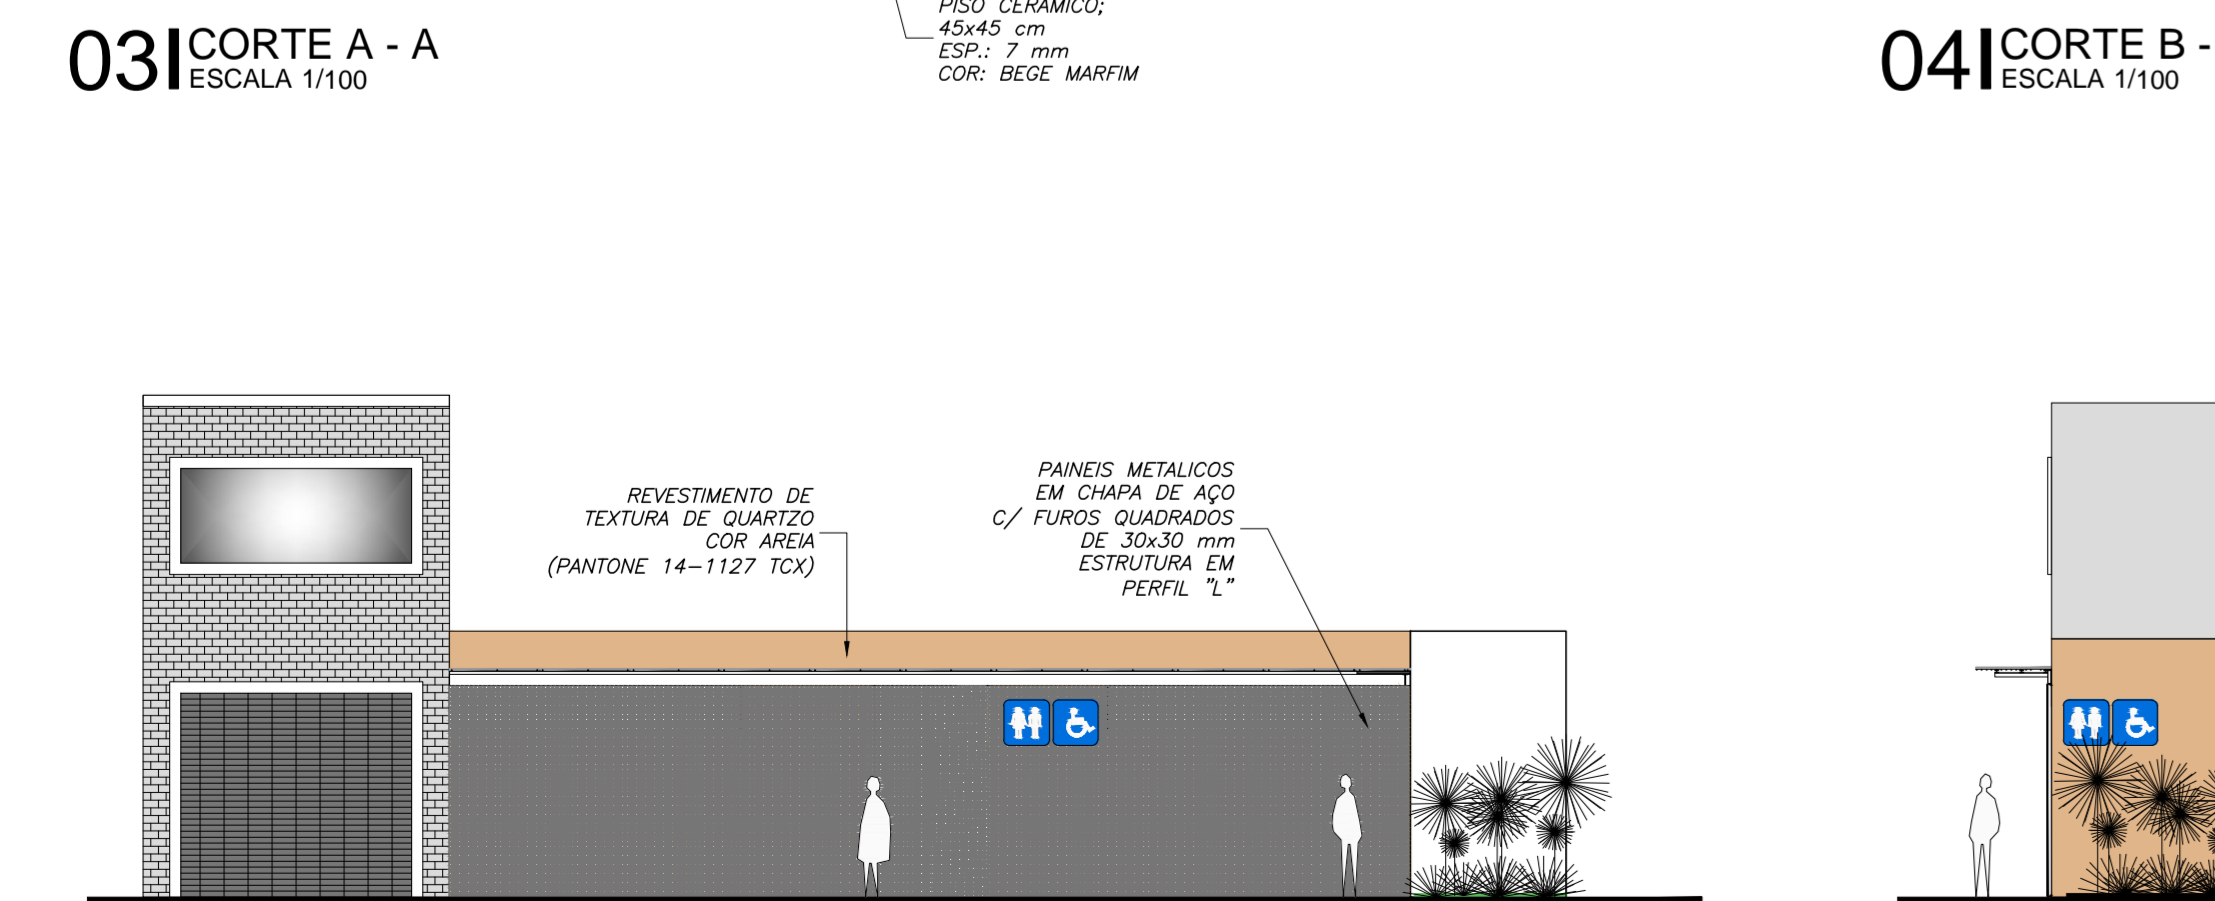 PISO CERÂMICO;
45x45 cm
ESP.: 7 mm
COR: BEGE MARFIM
03 CORTE A - A
ESCALA 1/100
04 CORTE B -
ESCALA 1/100
REVESTIMENTO DE
TEXTURA DE QUARTZO
COR AREIA
(PANTONE 14-1127 TCX)
PAINEIS METALICOS
EM CHAPA DE AÇO
C/ FUROS QUADRADOS
DE 30x30 mm
ESTRUTURA EM
PERFIL "L"